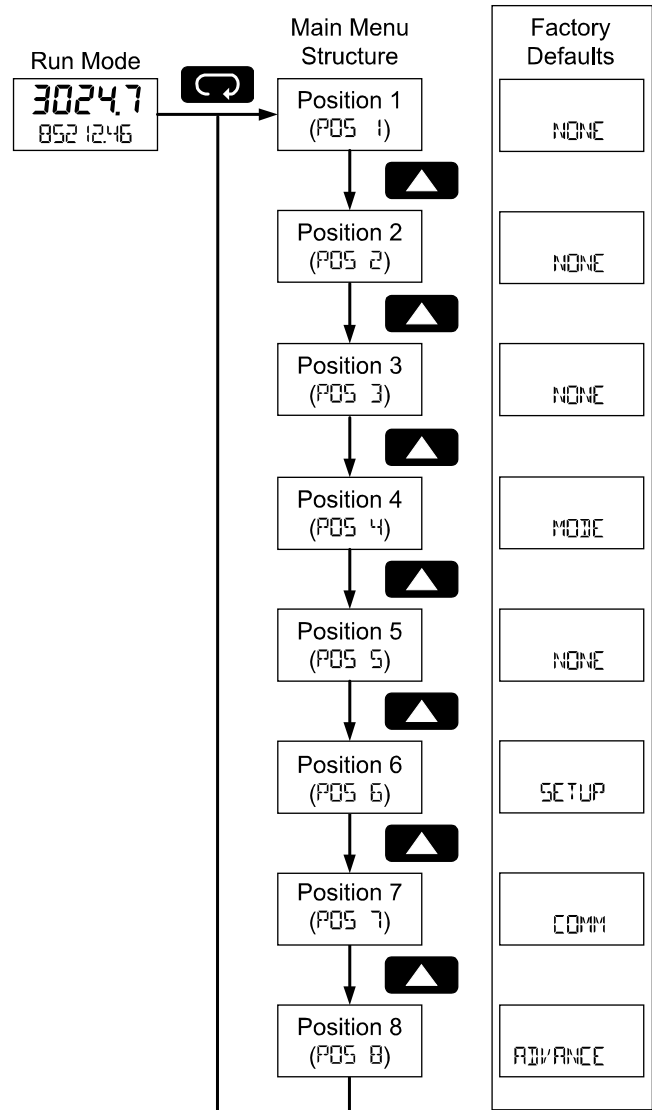 Main Menu
Structure
Factory
Defaults
Run Mode
3024.7
85212.46
Position 1
(POS 1)
NONE
Position 2
(POS 2)
NONE
Position 3
(POS 3)
NONE
Position 4
(POS 4)
MODE
Position 5
(POS 5)
NONE
Position 6
(POS 6)
SETUP
Position 7
(POS 7)
COMM
Position 8
(POS 8)
ADVANCE